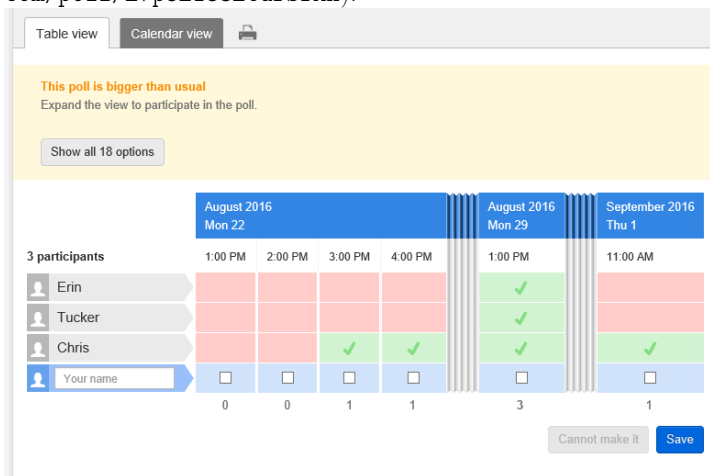 Table view Calendar view
This poll is bigger than usual
Expand the view to participate in the poll.
Show all 18 options
August 2016 August 2016 September 2016
Mon 22 Mon 29 Thu 1
3 participants 1:00 PM 2:00 PM 3:00 PM 4:00 PM 1:00 PM 11:00 AM
Erin
Tucker
Chris
Your name
0 0 1 1 3 1
Cannot make it Save